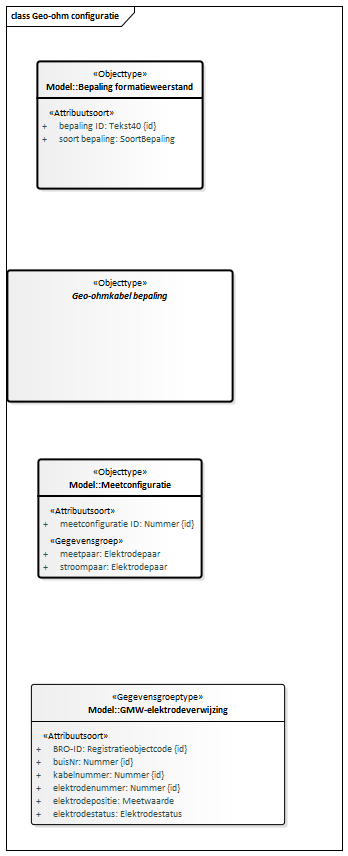 class Geo-ohm configuratie
«Objecttype»
Model::Bepaling formatieweerstand
«Attribuutsoort»
+ bepaling ID: Tekst40 {id}
+ soort bepaling: SoortBepaling
«Objecttype»
Geo-ohmkabel bepaling
«Objecttype»
Model::Meetconfiguratie
«Attribuutsoort»
+ meetconfiguratie ID: Nummer {id}
«Gegevensgroep»
+ meetpaar: Elektrodepaar
+ stroompaar: Elektrodepaar
«Gegevensgroeptype»
Model::GMW-elektrodeverwijzing
«Attribuutsoort»
+ BRO-ID: Registratieobjectcode {id}
+ buisNr: Nummer {id}
+ kabelnummer: Nummer {id}
+ elektrodenummer: Nummer {id}
+ elektrodepositie: Meetwaarde
+ elektrodestatus: Elektrodestatus